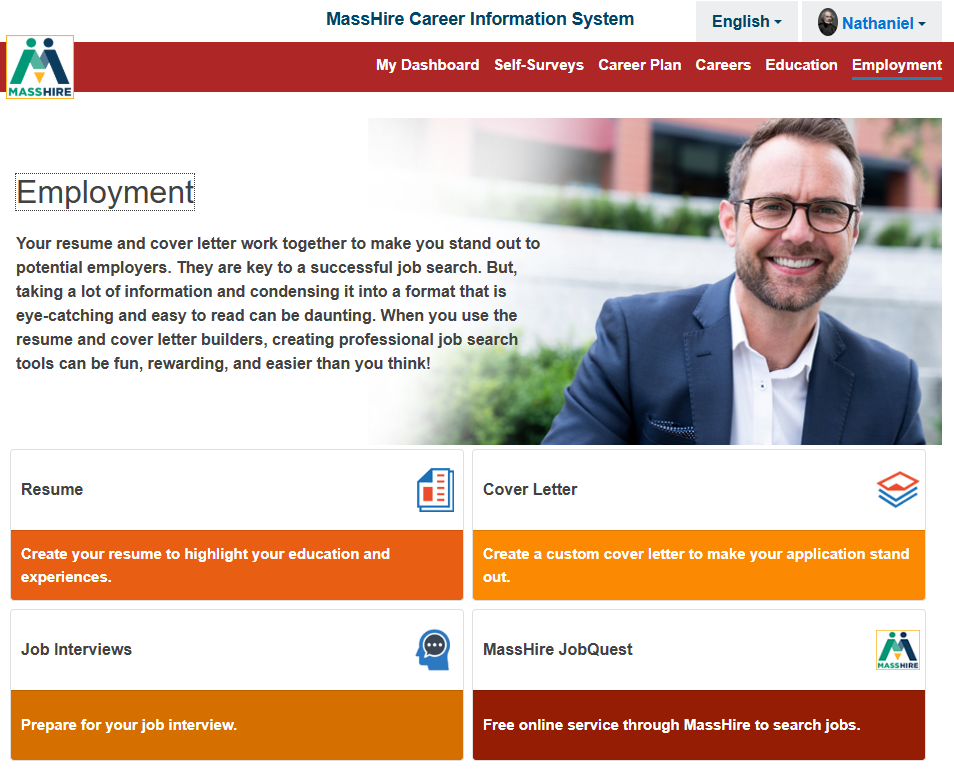 MassHire Career Information System
English
Nathaniel
MASSHIRE
My Dashboard Self-Surveys Career Plan Careers Education Employment
Employment
Your resume and cover letter work together to make you stand out to
potential employers. They are key to a successful job search. But,
taking a lot of information and condensing it into a format that is
eye-catching and easy to read can be daunting. When you use the
resume and cover letter builders, creating professional job search
tools can be fun, rewarding, and easier than you think!
Resume
Create your resume to highlight your education and
experiences.
Cover Letter
Create a custom cover letter to make your application stand
out.
Job Interviews
Prepare for your job interview.
MassHire JobQuest
MASSHIRE
Free online service through MassHire to search jobs.